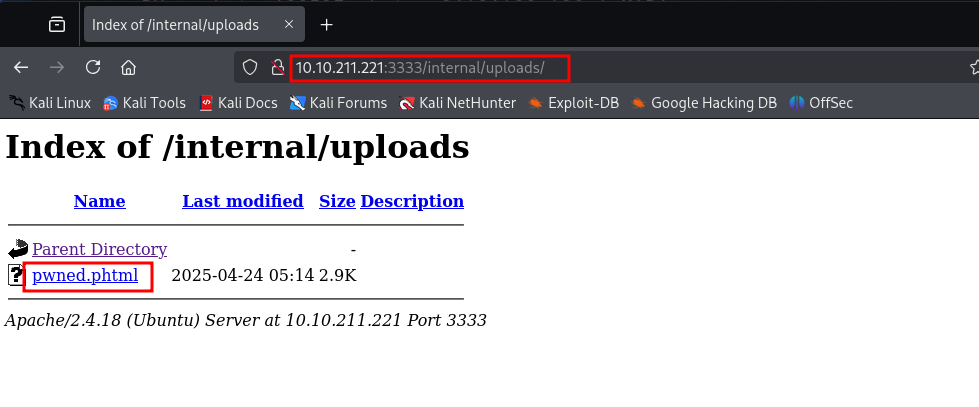 Index of /internal/uploads
10.10.211.221:3333/internal/uploads/
Kali Linux Kali Tools Kali Docs Kali Forums Kali NetHunter Exploit-DB Google Hacking DB OffSec
Index of /internal/uploads
Name Last modified Size Description
Parent Directory -
pwned.phtml 2025-04-24 05:14 2.9K
Apache/2.4.18 (Ubuntu) Server at 10.10.211.221 Port 3333